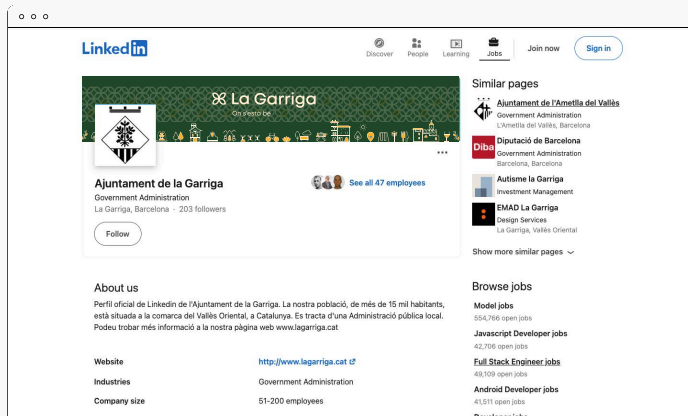 Linked in
Discover
People
Learning
Jobs
Join now
Sign in
La Garriga
On s'està bé
Ajuntament de la Garriga
Government Administration
La Garriga, Barcelona · 203 followers
See all 47 employees
Follow
Similar pages
Ajuntament de l'Ametlla del Vallès
Government Administration
L'Ametlla del Vallès, Barcelona
Diba
Diputació de Barcelona
Government Administration
Barcelona, Barcelona
Autisme la Garriga
Investment Management
EMAD La Garriga
Design Services
La Garriga, Vallès Oriental
Show more similar pages
About us
Perfil oficial de Linkedin de l'Ajuntament de la Garriga. La nostra població, de més de 15 mil habitants,
està situada a la comarca del Vallès Oriental, a Catalunya. Es tracta d'una Administració pública local.
Podeu trobar més informació a la nostra pàgina web www.lagarriga.cat
Website
http://www.lagarriga.cat
Industries
Government Administration
Company size
51-200 employees
Browse jobs
Model jobs
554,766 open jobs
Javascript Developer jobs
42,706 open jobs
Full Stack Engineer jobs
49,109 open jobs
Android Developer jobs
41,511 open jobs